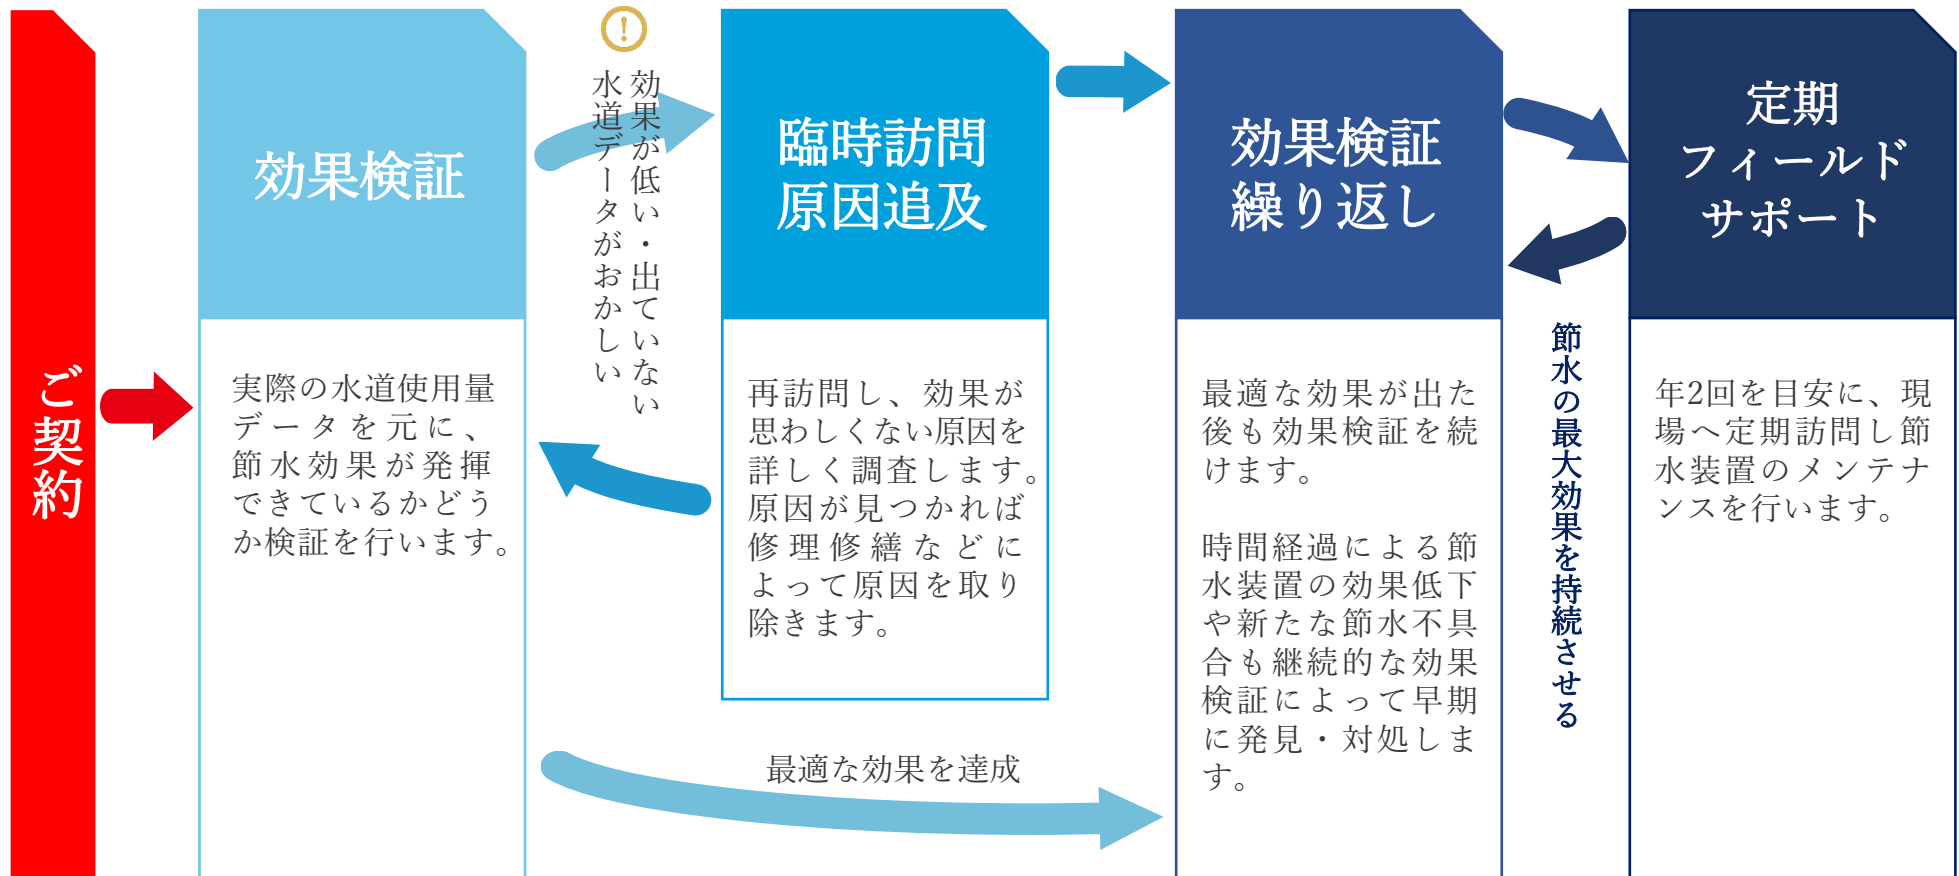 ご契約
効果検証
実際の水道使用量
データを元に、
節水効果が発揮
できているかどう
か検証を行います。
効果が低い・出ていない
水道データがおかしい
臨時訪問
原因追及
再訪問し、効果が
思わしくない原因を
詳しく調査します。
原因が見つかれば
修理修繕などに
よって原因を取り
除きます。
最適な効果を達成
効果検証
繰り返し
最適な効果が出た
後も効果検証を続
けます。
時間経過による節
水装置の効果低下
や新たな節水不具
合も継続的な効果
検証によって早期
に発見・対処しま
す。
節水の最大効果を持続させる
定期
フィールド
サポート
年2回を目安に、現
場へ定期訪問し節
水装置のメンテナ
ンスを行います。